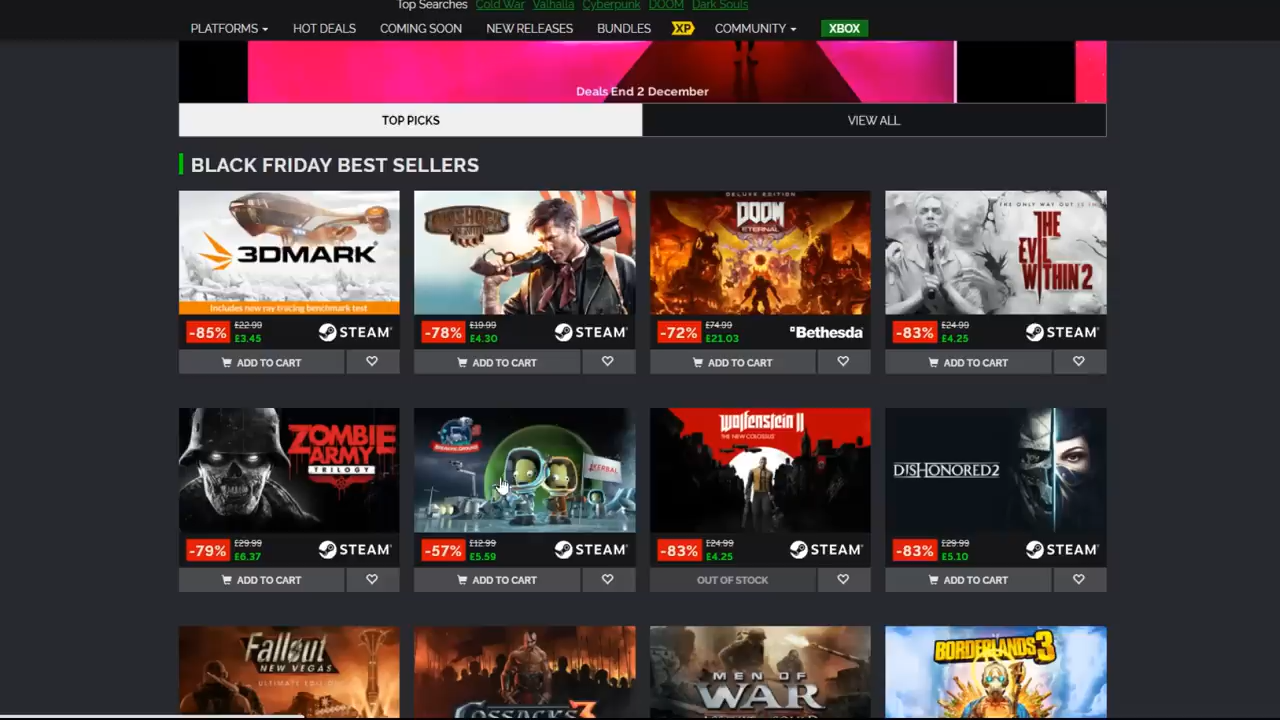 Top Searches Cold War Valhalla Cyberpunk DOOM Dark Souls
PLATFORMS HOT DEALS COMING SOON NEW RELEASES BUNDLES XP COMMUNITY XBOX
Deals End 2 December
TOP PICKS VIEW ALL
BLACK FRIDAY BEST SELLERS
3DMARK
Includes new ray tracing benchmark test
BIOSHOCK
DELUXE EDITION
DOOM
ETERNAL
THE ONLY WAY OUT IS IN
THE
EVIL
WITHIN 2
-85% £22.99 £3.45 STEAM
-78% £19.99 £4.30 STEAM
-72% £74.99 £21.03 Bethesda
-83% £24.99 £4.25 STEAM
ADD TO CART ADD TO CART ADD TO CART ADD TO CART
ZOMBIE
ARMY
TRILOGY
KERBAL
Wolfenstein II
THE NEW COLOSSUS
DISHONORED 2
-79% £29.99 £6.37 STEAM
-57% £12.99 £5.59 STEAM
-83% £24.99 £4.25 STEAM
-83% £29.99 £5.10 STEAM
ADD TO CART ADD TO CART OUT OF STOCK ADD TO CART
Fallout
NEW VEGAS
ULTIMATE EDITION
COSSACKS 3
MEN OF
WAR
BORDERLANDS 3